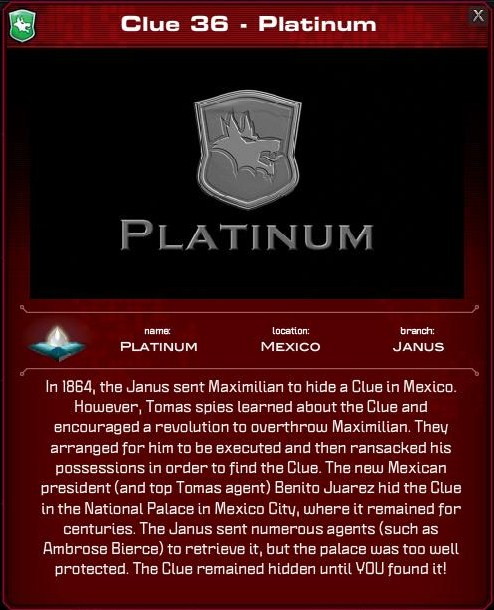 Clue 36 - Platinum
X
PLATINUM
name:
PLATINUM
location:
MEXICO
branch:
JANUS
In 1864, the Janus sent Maximilian to hide a Clue in Mexico.
However, Tomas spies learned about the Clue and
encouraged a revolution to overthrow Maximilian. They
arranged for him to be executed and then ransacked his
possessions in order to find the Clue. The new Mexican
president (and top Tomas agent) Benito Juarez hid the Clue
in the National Palace in Mexico City, where it remained for
centuries. The Janus sent numerous agents (such as
Ambrose Bierce) to retrieve it, but the palace was too well
protected. The Clue remained hidden until YOU found it!